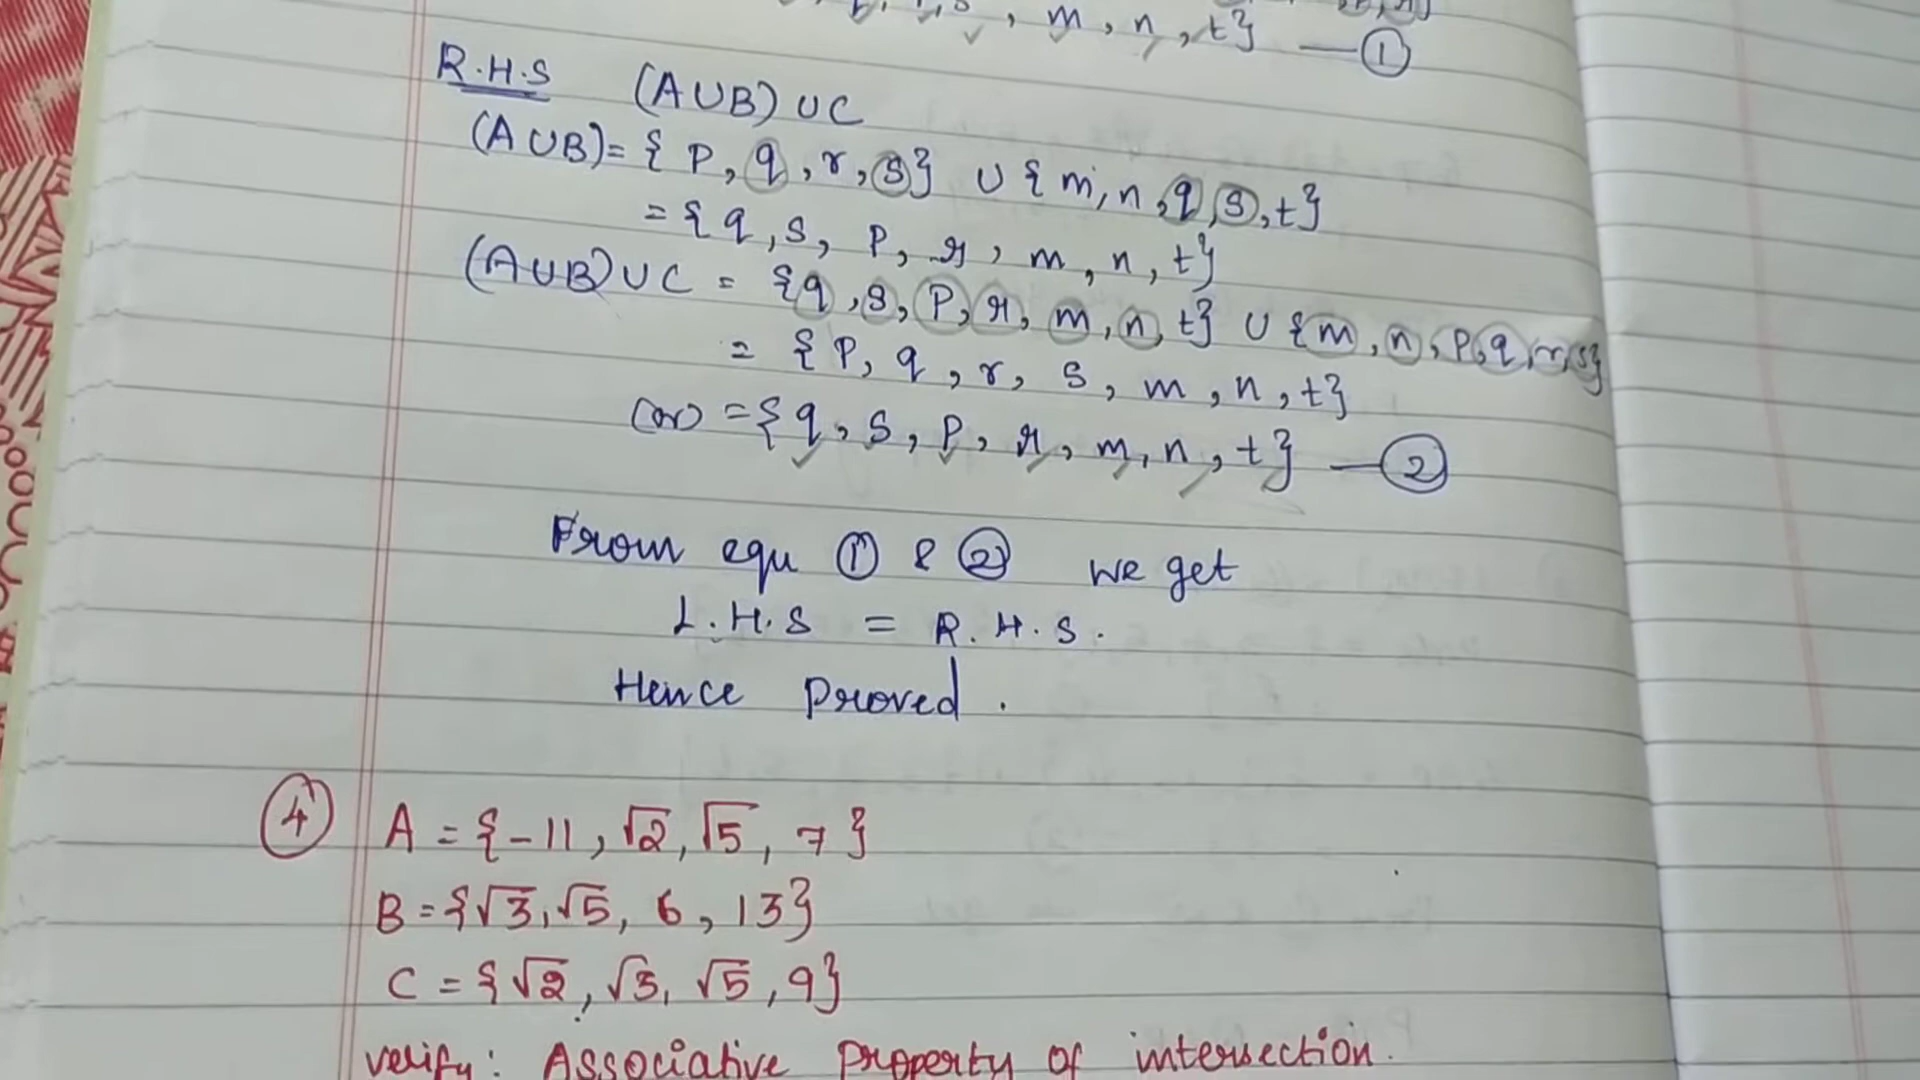 , m, n, t} — ①
R.H.S (A∪B)∪C
(A∪B)= { p, q, r, s} ∪ { m, n, q, s, t}
= { q, s, p, r, m, n, t}
(A∪B)∪C = {q, s, p, r, m, n, t} ∪ {m, n, p, q, r, s}
= { p, q, r, s, m, n, t}
(or) = {q, s, p, r, m, n, t} — ②
From equ ① & ② we get
L.H.S = R.H.S.
Hence proved.
④ A = {-11, √2, √5, 7}
B = {√3, √5, 6, 13}
C = {√2, √3, √5, 9}
verify: Associative property of intersection.